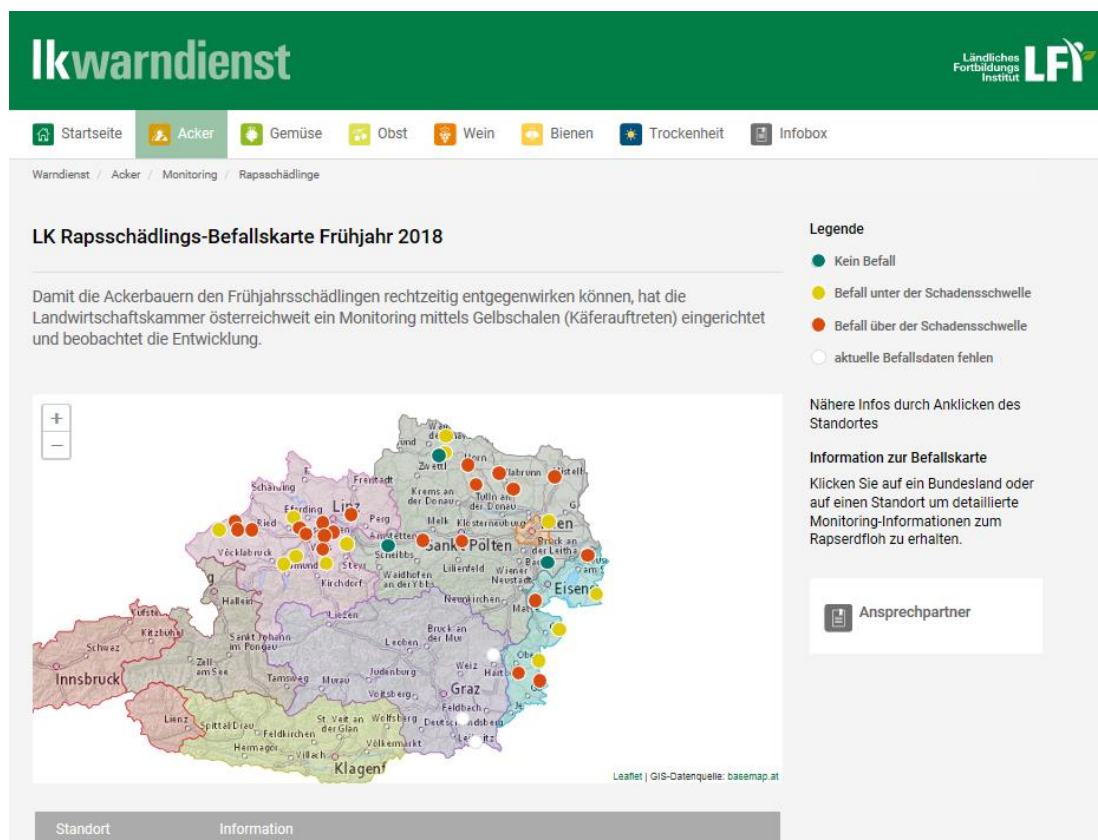 lkwarndienst
Ländliches
Fortbildungs
Institut
LFI
Startseite Acker Gemüse Obst Wein Bienen Trockenheit Infobox
Warndienst / Acker / Monitoring / Rapsschädlinge
LK Rapsschädlings-Befallskarte Frühjahr 2018
Damit die Ackerbauern den Frühjahrsschädlingen rechtzeitig entgegenwirken können, hat die
Landwirtschaftskammer österreichweit ein Monitoring mittels Gelbschalen (Käferauftreten) eingerichtet
und beobachtet die Entwicklung.
+
−
Zwettl
Horn
Freistadt
Schärding
Krems an
der Donau
Tulln an
der Donau
Eferding
Linz
Ried
Perg
Melk
Klosterneuburg
Amstetten
Sankt Pölten
Bruck an
der Leitha
Scheibbs
Vöcklabruck
Steyr
Lilienfeld
Wiener
Neustadt
Waidhofen
an der Ybbs
Kirchdorf
Neunkirchen
Hallein
Liezen
Kufstein
Kitzbühel
Sankt Johann
im Pongau
Bruck an
der Mur
Leoben
Schwaz
Zell
am See
Weiz
Judenburg
Innsbruck
Tamsweg
Murau
Voitsberg
Graz
Feldbach
Lienz
Spittal/Drau
St. Veit an
der Glan
Wolfsberg
Feldkirchen
Hermagor
Villach
Völkermarkt
Klagenf
Leaflet | GIS-Datenquelle: basemap.at
Standort Information
Legende
Kein Befall
Befall unter der Schadensschwelle
Befall über der Schadensschwelle
aktuelle Befallsdaten fehlen
Nähere Infos durch Anklicken des
Standortes
Information zur Befallskarte
Klicken Sie auf ein Bundesland oder
auf einen Standort um detaillierte
Monitoring-Informationen zum
Rapserdfloh zu erhalten.
Ansprechpartner